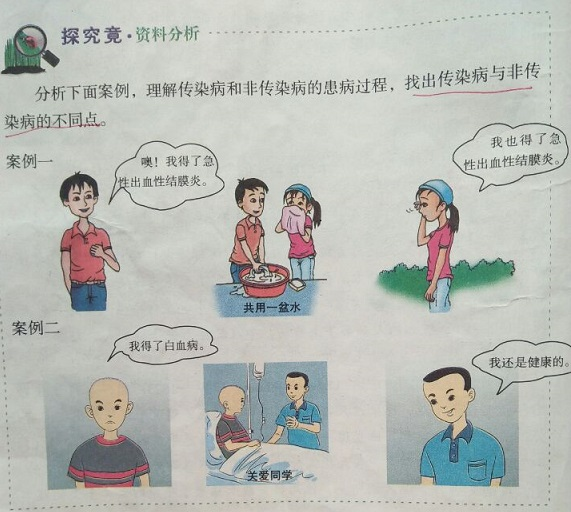 探究竟·资料分析
分析下面案例，理解传染病和非传染病的患病过程，找出传染病与非传
染病的不同点。
案例一
噢！我得了急
性出血性结膜炎。
我也得了急
性出血性结膜炎。
共用一盆水
案例二
我得了白血病。
我还是健康的。
关爱同学